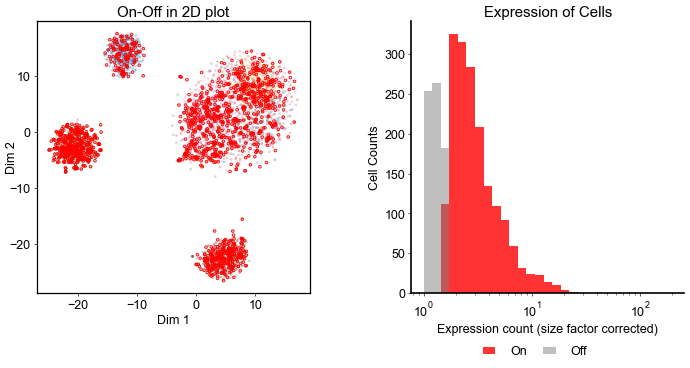 On-Off in 2D plot
Dim 2
10
0
−10
−20
−20
−10
0
10
Dim 1
Expression of Cells
Cell Counts
300
250
200
150
100
50
0
10^0
10^1
10^2
Expression count (size factor corrected)
On
Off